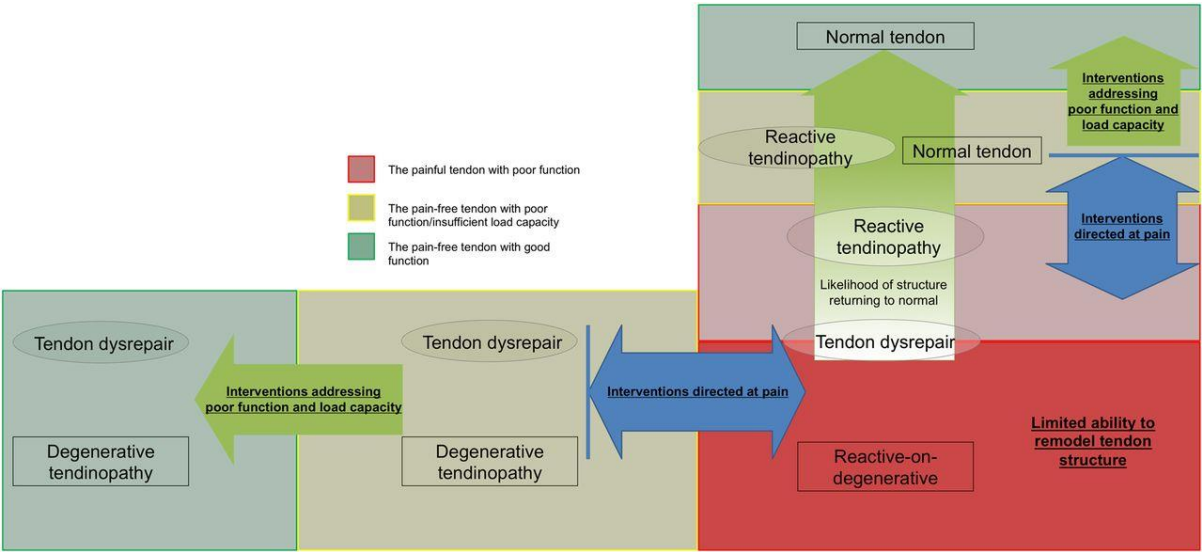 Normal tendon
Interventions
addressing
poor function and
load capacity
Reactive
tendinopathy
Normal tendon
The painful tendon with poor function
The pain-free tendon with poor
function/insufficient load capacity
The pain-free tendon with good
function
Reactive
tendinopathy
Interventions
directed at pain
Likelihood of structure
returning to normal
Tendon dysrepair
Tendon dysrepair
Tendon dysrepair
Interventions addressing
poor function and load capacity
Interventions directed at pain
Limited ability to
remodel tendon
structure
Degenerative
tendinopathy
Degenerative
tendinopathy
Reactive-on-
degenerative